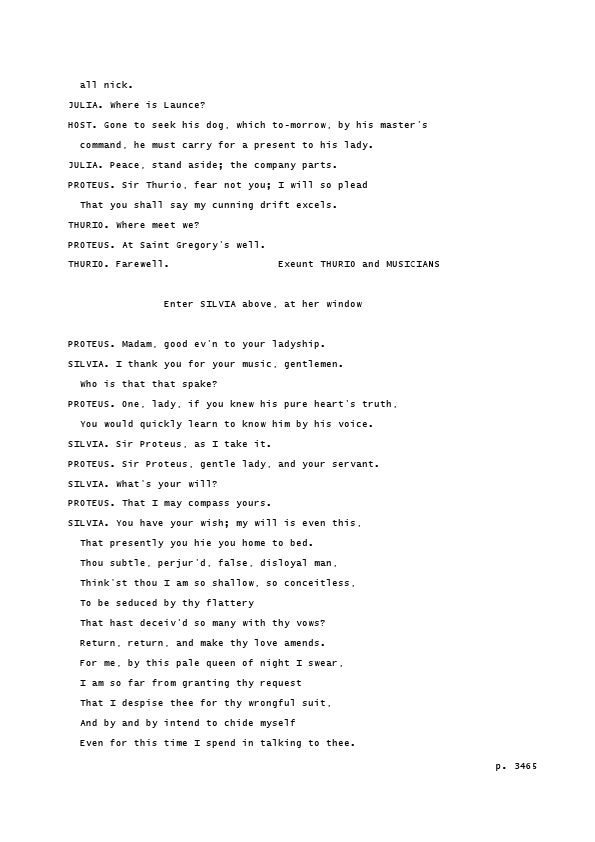 all nick.
JULIA. Where is Launce?
HOST. Gone to seek his dog, which to-morrow, by his master's
command, he must carry for a present to his lady.
JULIA. Peace, stand aside; the company parts.
PROTEUS. Sir Thurio, fear not you; I will so plead
That you shall say my cunning drift excels.
THURIO. Where meet we?
PROTEUS. At Saint Gregory's well.
THURIO. Farewell. Exeunt THURIO and MUSICIANS
Enter SILVIA above, at her window
PROTEUS. Madam, good ev'n to your ladyship.
SILVIA. I thank you for your music, gentlemen.
Who is that that spake?
PROTEUS. One, lady, if you knew his pure heart's truth,
You would quickly learn to know him by his voice.
SILVIA. Sir Proteus, as I take it.
PROTEUS. Sir Proteus, gentle lady, and your servant.
SILVIA. What's your will?
PROTEUS. That I may compass yours.
SILVIA. You have your wish; my will is even this,
That presently you hie you home to bed.
Thou subtle, perjur'd, false, disloyal man,
Think'st thou I am so shallow, so conceitless,
To be seduced by thy flattery
That hast deceiv'd so many with thy vows?
Return, return, and make thy love amends.
For me, by this pale queen of night I swear,
I am so far from granting thy request
That I despise thee for thy wrongful suit,
And by and by intend to chide myself
Even for this time I spend in talking to thee.
p. 3465